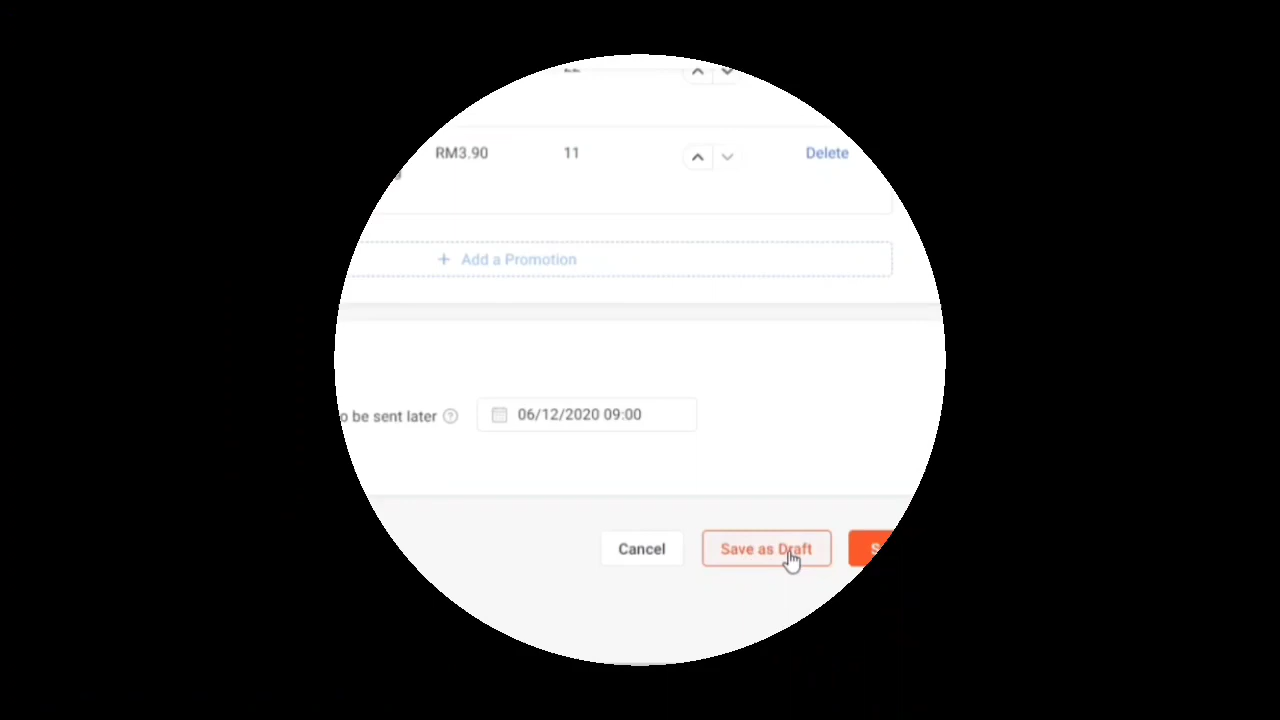 RM3.90 11 Delete
+ Add a Promotion
be sent later 06/12/2020 09:00
Cancel Save as Draft